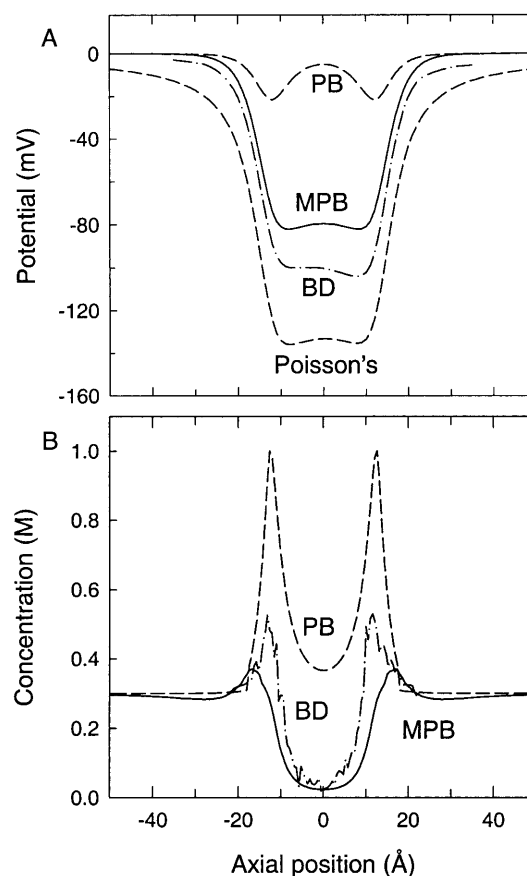 A
0
-40
-80
-120
-160
Potential (mV)
PB
MPB
BD
Poisson's
B
1.0
0.8
0.6
0.4
0.2
0.0
Concentration (M)
PB
BD
MPB
-40 -20 0 20 40
Axial position (Å)